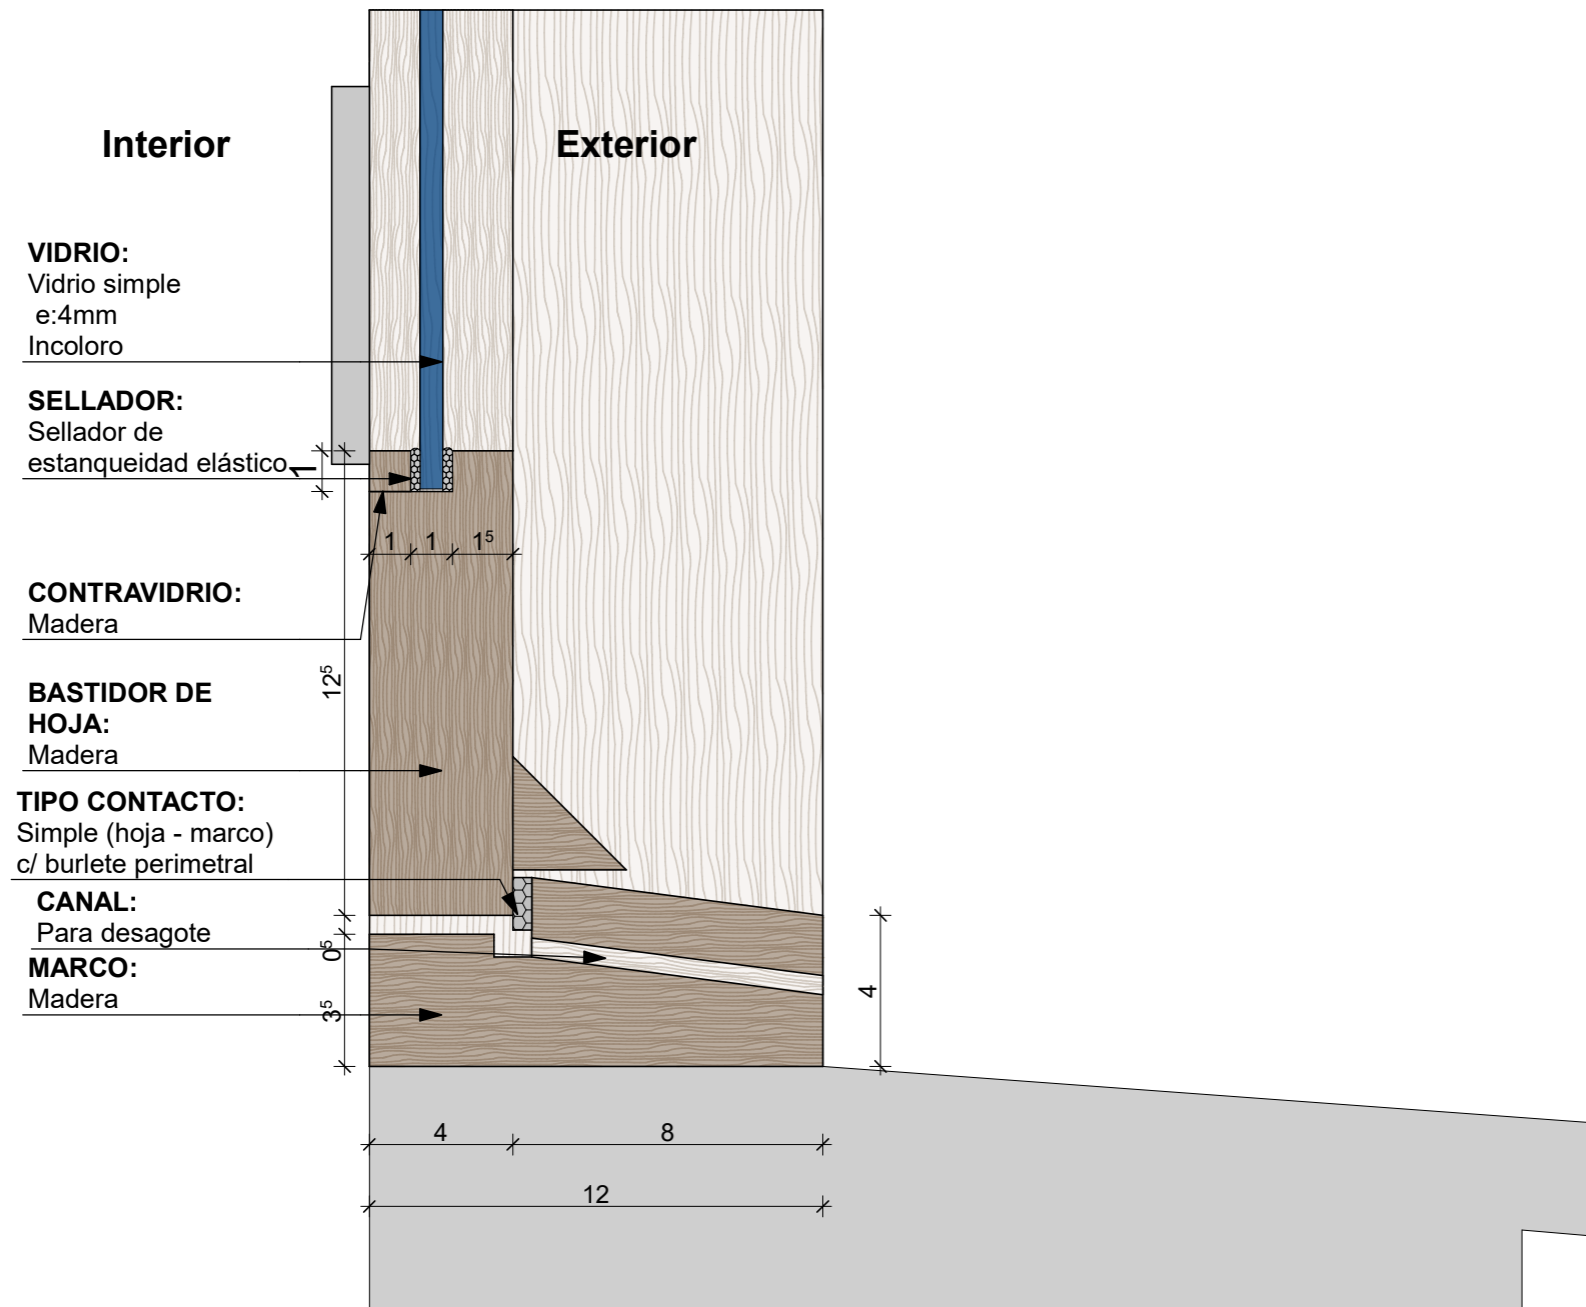 Interior
Exterior
VIDRIO:
Vidrio simple
e:4mm
Incoloro
SELLADOR:
Sellador de
estanqueidad elástico
1
1 1 1⁵
CONTRAVIDRIO:
Madera
12⁵
BASTIDOR DE
HOJA:
Madera
TIPO CONTACTO:
Simple (hoja - marco)
c/ burlete perimetral
CANAL:
Para desagote
0⁵
MARCO:
Madera
3⁵
4
4 8
12